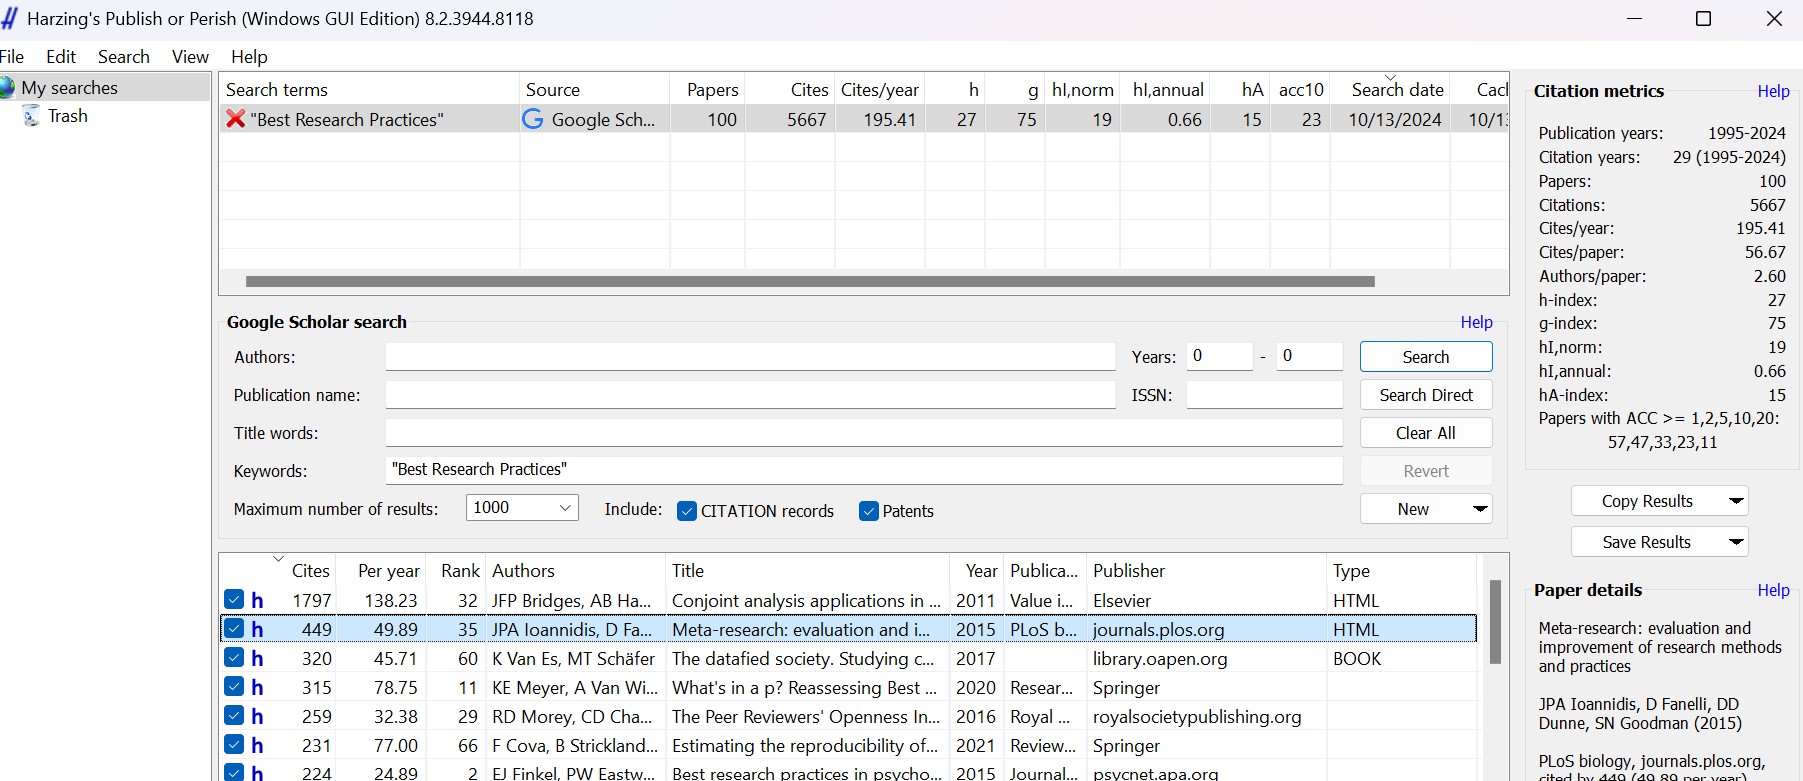 Harzing's Publish or Perish (Windows GUI Edition) 8.2.3944.8118
File Edit Search View Help
My searches
Trash
Search terms Source Papers Cites Cites/year h g hI,norm hI,annual hA acc10 Search date Cacl
"Best Research Practices" Google Sch... 100 5667 195.41 27 75 19 0.66 15 23 10/13/2024 10/13
Google Scholar search Help
Authors: Years: 0 - 0 Search
Publication name: ISSN: Search Direct
Title words: Clear All
Keywords: "Best Research Practices" Revert
Maximum number of results: 1000 Include: CITATION records Patents New
Cites Per year Rank Authors Title Year Publica... Publisher Type
h 1797 138.23 32 JFP Bridges, AB Ha... Conjoint analysis applications in ... 2011 Value i... Elsevier HTML
h 449 49.89 35 JPA Ioannidis, D Fa... Meta-research: evaluation and i... 2015 PLoS b... journals.plos.org HTML
h 320 45.71 60 K Van Es, MT Schäfer The datafied society. Studying c... 2017 library.oapen.org BOOK
h 315 78.75 11 KE Meyer, A Van Wi... What's in a p? Reassessing Best ... 2020 Resear... Springer
h 259 32.38 29 RD Morey, CD Cha... The Peer Reviewers' Openness In... 2016 Royal ... royalsocietypublishing.org
h 231 77.00 66 F Cova, B Strickland... Estimating the reproducibility of... 2021 Review... Springer
h 224 24.89 2 EJ Finkel, PW Eastw... Best research practices in psycho... 2015 Journal... psycnet.apa.org
Citation metrics Help
Publication years: 1995-2024
Citation years: 29 (1995-2024)
Papers: 100
Citations: 5667
Cites/year: 195.41
Cites/paper: 56.67
Authors/paper: 2.60
h-index: 27
g-index: 75
hI,norm: 19
hI,annual: 0.66
hA-index: 15
Papers with ACC >= 1,2,5,10,20:
57,47,33,23,11
Copy Results
Save Results
Paper details Help
Meta-research: evaluation and
improvement of research methods
and practices
JPA Ioannidis, D Fanelli, DD
Dunne, SN Goodman (2015)
PLoS biology, journals.plos.org,
cited by 449 (49.89 per year)